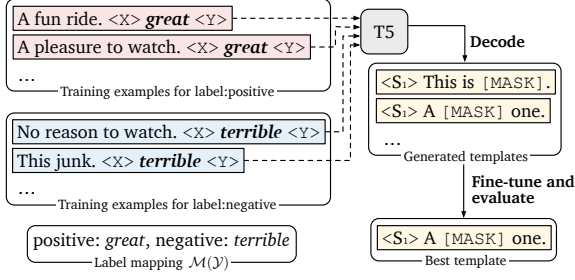 A fun ride. <X> great <Y>
A pleasure to watch. <X> great <Y>
...
Training examples for label:positive
No reason to watch. <X> terrible <Y>
This junk. <X> terrible <Y>
...
Training examples for label:negative
positive: great, negative: terrible
Label mapping M(Y)
T5
Decode
<S₁> This is [MASK].
<S₁> A [MASK] one.
...
Generated templates
Fine-tune and
evaluate
<S₁> A [MASK] one.
Best template